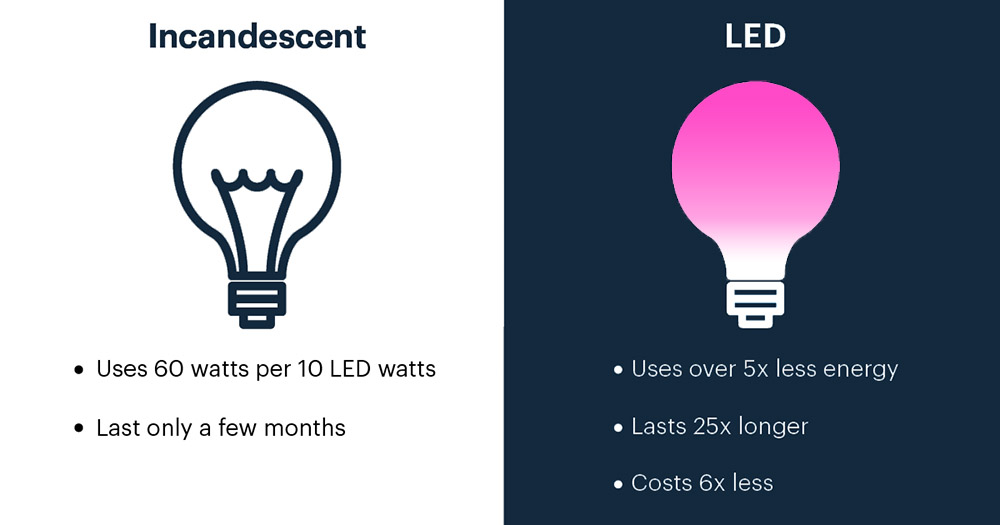 Incandescent
• Uses 60 watts per 10 LED watts
• Last only a few months
LED
• Uses over 5x less energy
• Lasts 25x longer
• Costs 6x less